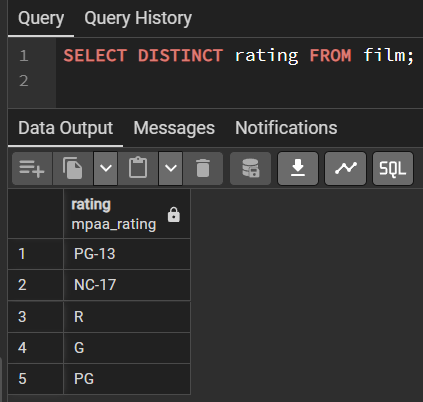 Query Query History
1 SELECT DISTINCT rating FROM film;
2
Data Output Messages Notifications
SQL
rating
mpaa_rating
1 PG-13
2 NC-17
3 R
4 G
5 PG